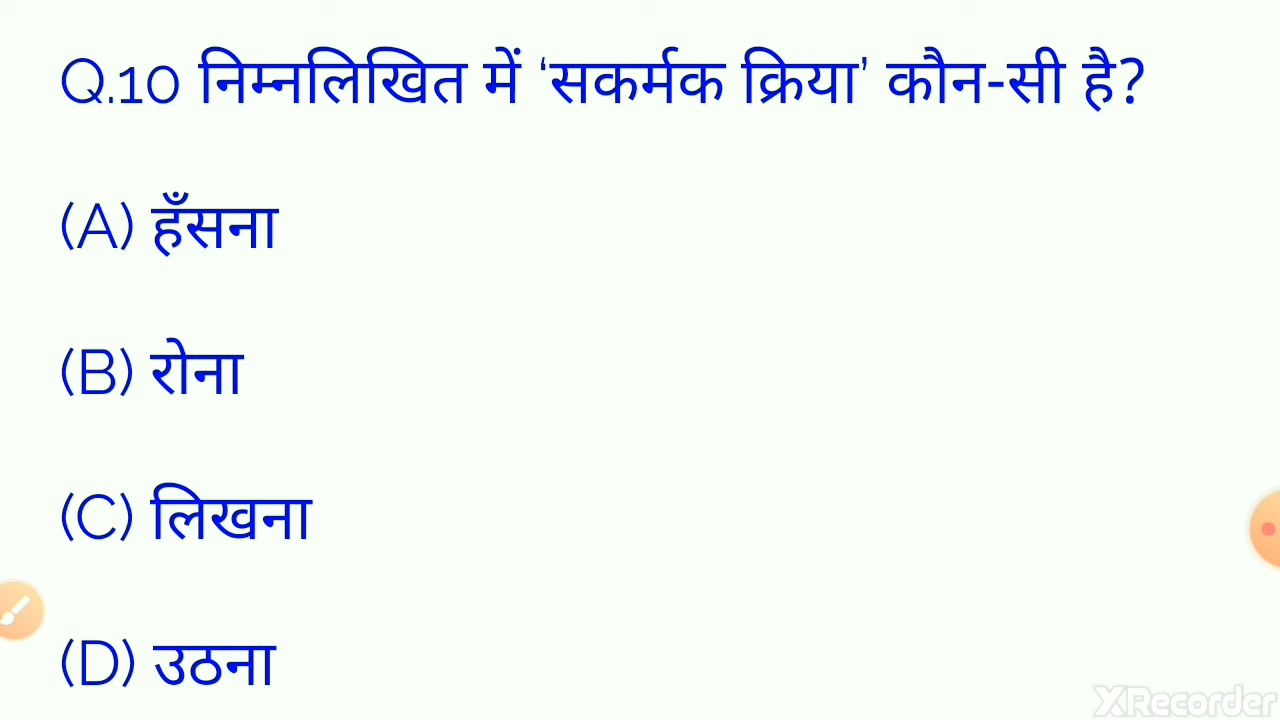 Q.10 निम्नलिखित में ‘सकर्मक क्रिया’ कौन-सी है?
(A) हँसना
(B) रोना
(C) लिखना
(D) उठना
XRecorder